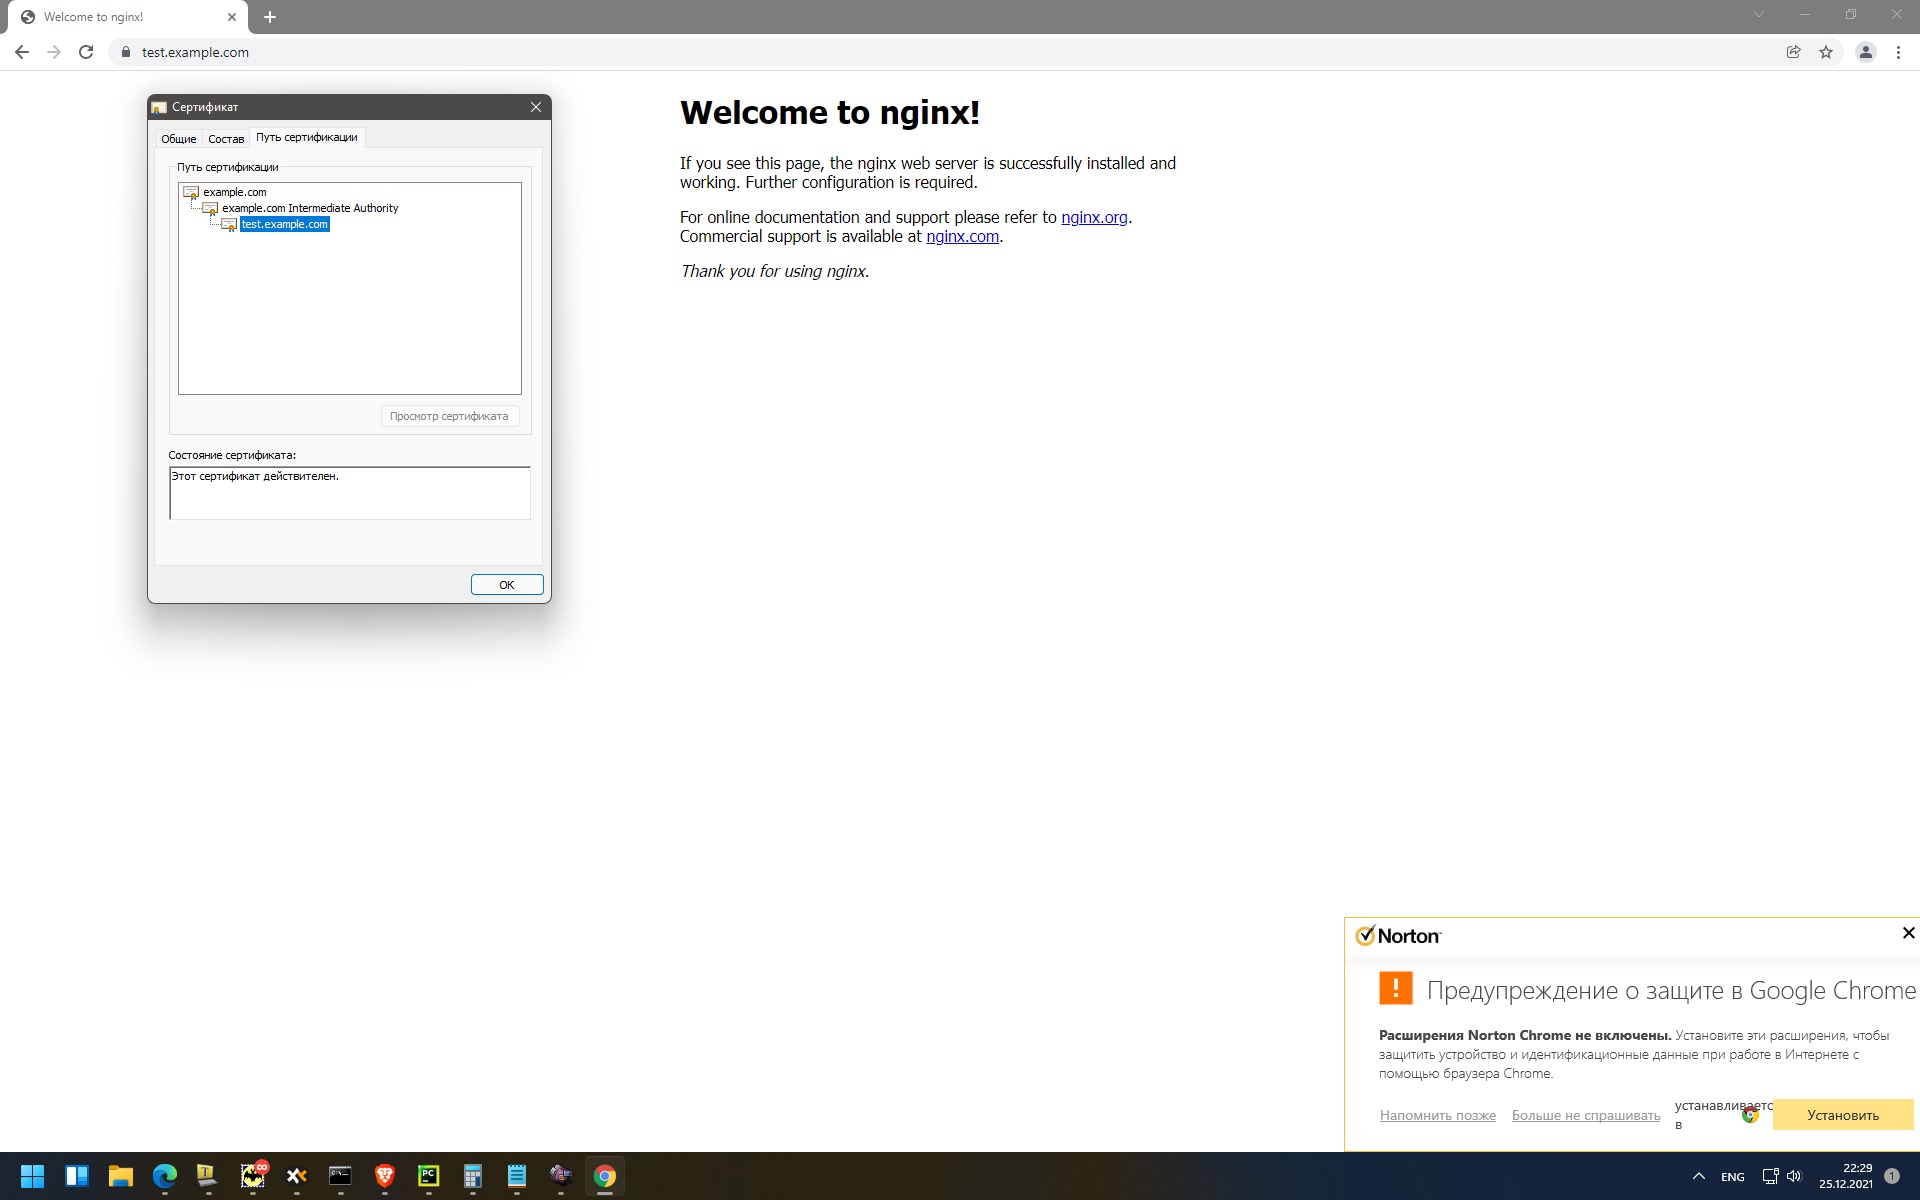 Welcome to nginx!
test.example.com
Сертификат
Общие Состав Путь сертификации
Путь сертификации
example.com
example.com Intermediate Authority
test.example.com
Просмотр сертификата
Состояние сертификата:
Этот сертификат действителен.
OK
Welcome to nginx!
If you see this page, the nginx web server is successfully installed and
working. Further configuration is required.
For online documentation and support please refer to nginx.org.
Commercial support is available at nginx.com.
Thank you for using nginx.
Norton
Предупреждение о защите в Google Chrome
Расширения Norton Chrome не включены. Установите эти расширения, чтобы
защитить устройство и идентификационные данные при работе в Интернете с
помощью браузера Chrome.
Напомнить позже Больше не спрашивать
устанавливаетс
в
Установить
PC
ENG
22:29
25.12.2021
1